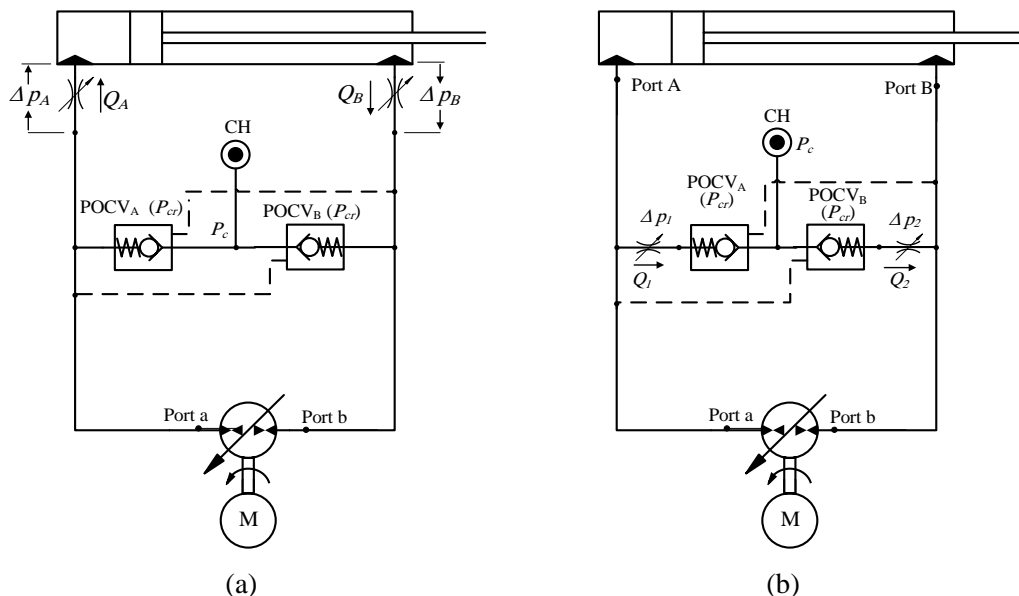 Δp_A
Q_A
Q_B
Δp_B
CH
POCV_A (P_cr)
P_c
POCV_B (P_cr)
Port a
Port b
M
(a)
Port A
Port B
CH
P_c
POCV_A
(P_cr)
POCV_B
(P_cr)
Δp_1
Δp_2
Q_1
Q_2
Port a
Port b
M
(b)